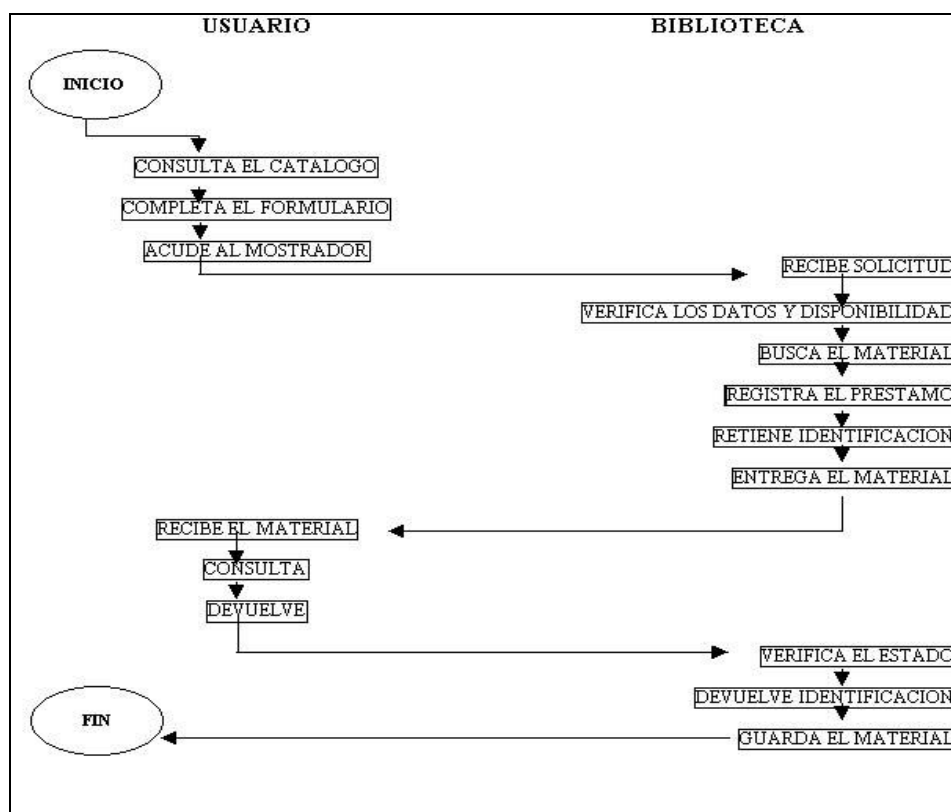 USUARIO BIBLIOTECA
INICIO
CONSULTA EL CATALOGO
COMPLETA EL FORMULARIO
ACUDE AL MOSTRADOR
RECIBE SOLICITUD
VERIFICA LOS DATOS Y DISPONIBILIDAD
BUSCA EL MATERIAL
REGISTRA EL PRESTAMO
RETIENE IDENTIFICACION
ENTREGA EL MATERIAL
RECIBE EL MATERIAL
CONSULTA
DEVUELVE
VERIFICA EL ESTADO
DEVUELVE IDENTIFICACION
GUARDA EL MATERIAL
FIN